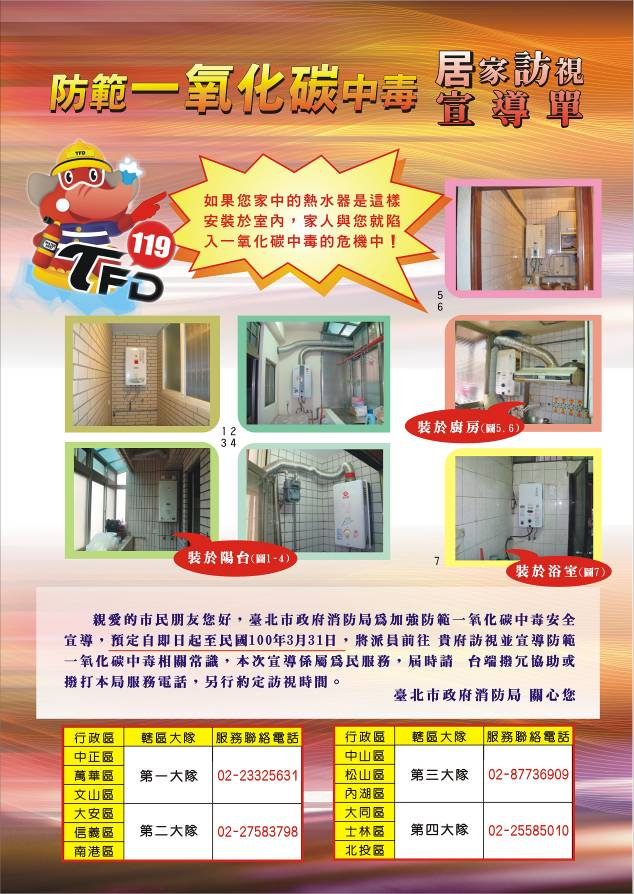 防範一氧化碳中毒 居家訪視
宣導單
TFD
119
TFD
如果您家中的熱水器是這樣
安裝於室內，家人與您就陷
入一氧化碳中毒的危機中！
5
6
1 2
3 4
裝於廚房(圖5.6)
裝於陽台(圖1-4)
7
裝於浴室(圖7)
親愛的市民朋友您好，臺北市政府消防局為加強防範一氧化碳中毒安全
宣導，預定自即日起至民國100年3月31日，將派員前往 貴府訪視並宣導防範
一氧化碳中毒相關常識，本次宣導係屬為民服務，屆時請 台端撥冗協助或
撥打本局服務電話，另行約定訪視時間。
臺北市政府消防局 關心您
行政區 轄區大隊 服務聯絡電話
中正區
萬華區 第一大隊 02-23325631
文山區
大安區
信義區 第二大隊 02-27583798
南港區
行政區 轄區大隊 服務聯絡電話
中山區
松山區 第三大隊 02-87736909
內湖區
大同區
士林區 第四大隊 02-25585010
北投區